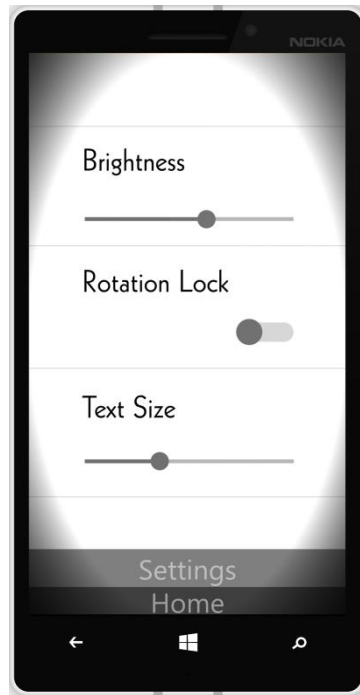 NOKIA
Brightness
Rotation Lock
Text Size
Settings
Home